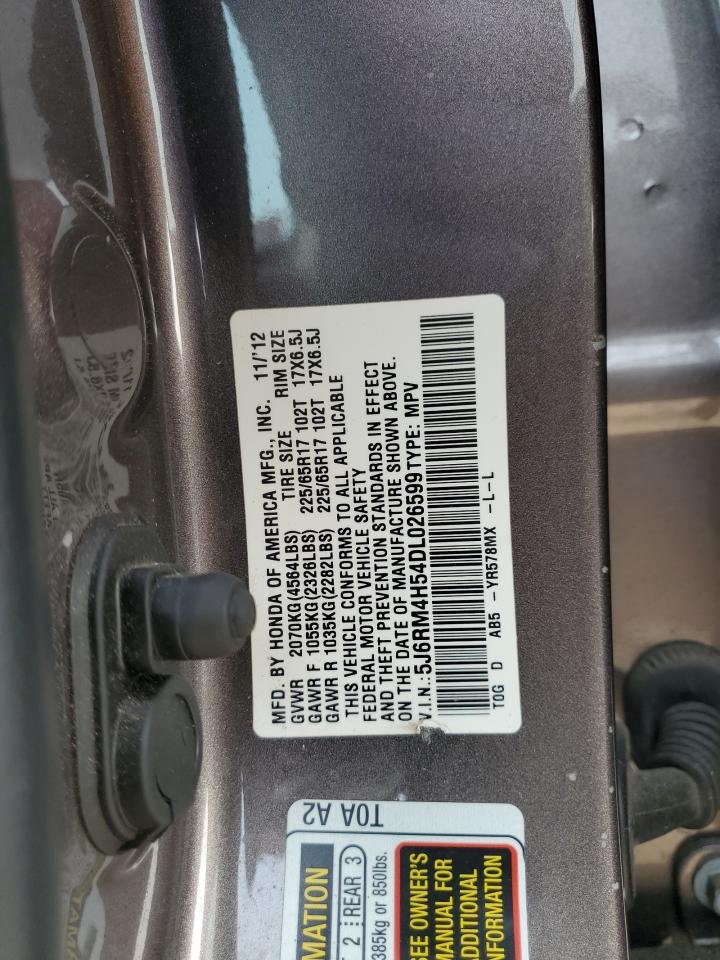 MFD. BY HONDA OF AMERICA MFG., INC. 11/'12
TIRE SIZE RIM SIZE
GVWR 2070KG(4564LBS)
GAWR F 1055KG(2326LBS) 225/65R17 102T 17X6.5J
GAWR R 1035KG(2282LBS) 225/65R17 102T 17X6.5J
THIS VEHICLE CONFORMS TO ALL APPLICABLE
FEDERAL MOTOR VEHICLE SAFETY
AND THEFT PREVENTION STANDARDS IN EFFECT
ON THE DATE OF MANUFACTURE SHOWN ABOVE.
V.I.N.:5J6RM4H54DL026599 TYPE: MPV
T0G D AB5 -YR578MX -L-L
T0A A2
MATION
2 REAR 3
385kg or 850lbs.
SEE OWNER'S
MANUAL FOR
ADDITIONAL
INFORMATION